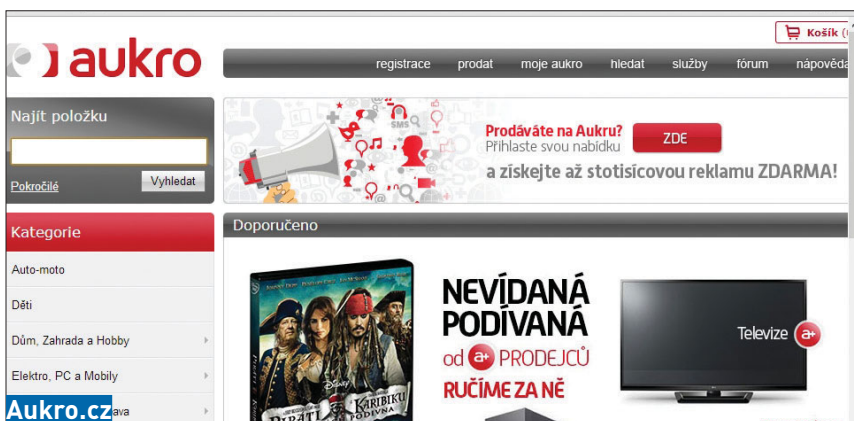 Košík
aukro
registrace prodat moje aukro hledat služby fórum nápověda
Najít položku
Pokročilé
Vyhledat
SMS
Prodáváte na Aukru?
Přihlaste svou nabídku
ZDE
a získejte až stotisícovou reklamu ZDARMA!
Kategorie
Auto-moto
Děti
Dům, Zahrada a Hobby
Elektro, PC a Mobily
Doporučeno
DISNEY
PIRÁTI KARIBIKU
PODIVNA
NEVÍDANÁ
PODÍVANÁ
od a+ PRODEJCŮ
RUČÍME ZA NĚ
Televize a+
Aukro.cz